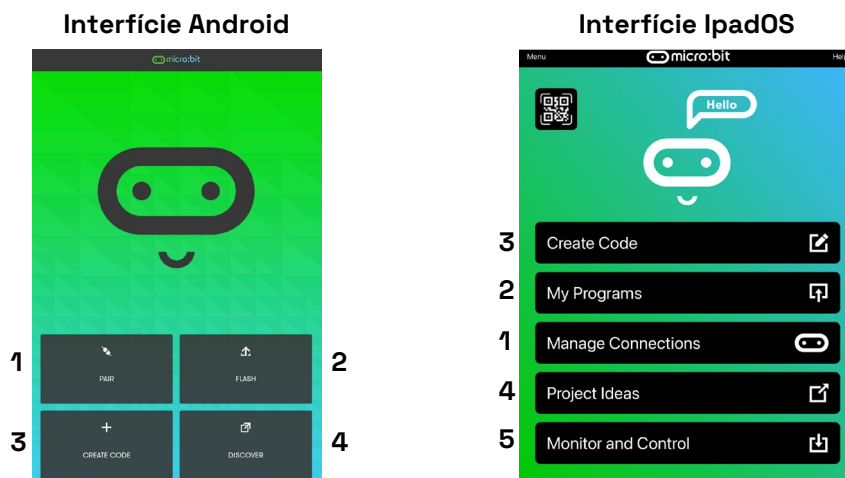 Interfície Android
micro:bit
1
PAIR
FLASH
2
3
CREATE CODE
DISCOVER
4
Interfície IpadOS
Menu
micro:bit
Help
Hello
3
Create Code
2
My Programs
1
Manage Connections
4
Project Ideas
5
Monitor and Control